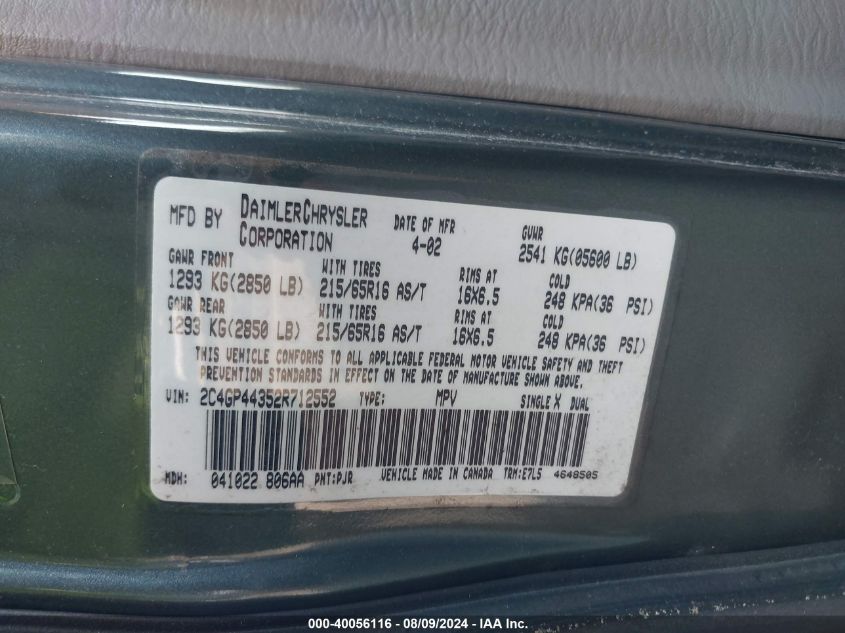 MFD BY DAIMLERCHRYSLER CORPORATION DATE OF MFR 4-02 GVWR 2541 KG(05600 LB)
GAWR FRONT WITH TIRES RIMS AT COLD
1293 KG(2850 LB) 215/65R16 AS/T 16X6.5 248 KPA(36 PSI)
GAWR REAR WITH TIRES RIMS AT COLD
1293 KG(2850 LB) 215/65R16 AS/T 16X6.5 248 KPA(36 PSI)
THIS VEHICLE CONFORMS TO ALL APPLICABLE FEDERAL MOTOR VEHICLE SAFETY AND THEFT
PREVENTION STANDARDS IN EFFECT ON THE DATE OF MANUFACTURE SHOWN ABOVE.
VIN: 2C4GP44352R712552 TYPE: MPV SINGLE X DUAL
MDH: 041022 806AA PNT:PJR VEHICLE MADE IN CANADA TRM:E7L5 4648505
000-40056116 - 08/09/2024 - IAA Inc.